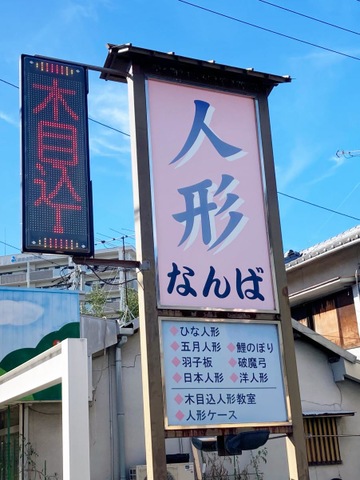 木目込
人形
なんば
ひな人形
五月人形 鯉のぼり
羽子板 破魔弓
日本人形 洋人形
木目込人形教室
人形ケース